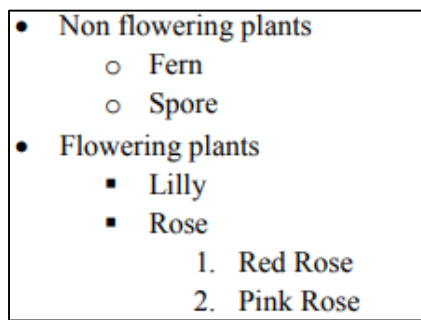 • Non flowering plants
o Fern
o Spore
• Flowering plants
▪ Lilly
▪ Rose
1. Red Rose
2. Pink Rose